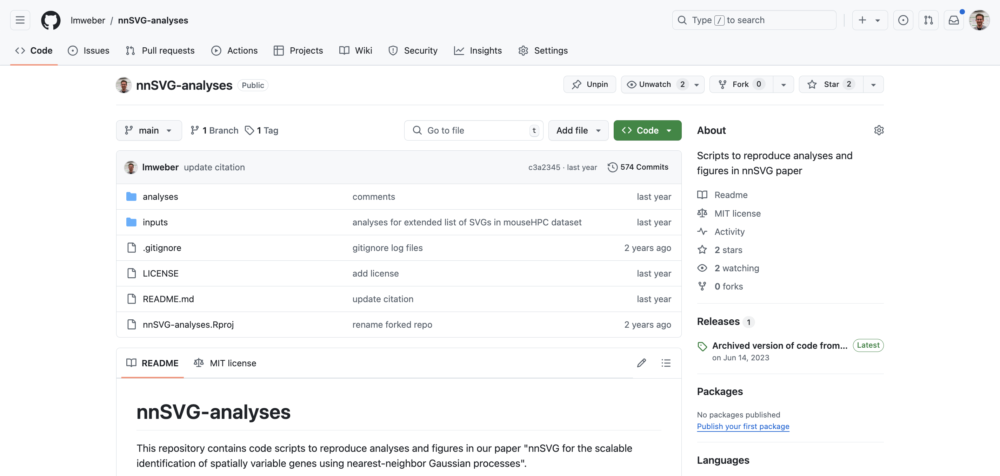 lmweber / nnSVG-analyses
Type / to search
Code Issues Pull requests Actions Projects Wiki Security Insights Settings
nnSVG-analyses Public
Unpin Unwatch 2 Fork 0 Star 2
main 1 Branch 1 Tag
Go to file t Add file Code
lmweber update citation c3a2345 · last year 574 Commits
analyses comments last year
inputs analyses for extended list of SVGs in mouseHPC dataset last year
.gitignore gitignore log files 2 years ago
LICENSE add license last year
README.md update citation last year
nnSVG-analyses.Rproj rename forked repo 2 years ago
README MIT license
nnSVG-analyses
This repository contains code scripts to reproduce analyses and figures in our paper "nnSVG for the scalable
identification of spatially variable genes using nearest-neighbor Gaussian processes".
About
Scripts to reproduce analyses and
figures in nnSVG paper
Readme
MIT license
Activity
2 stars
2 watching
0 forks
Releases 1
Archived version of code from... Latest
on Jun 14, 2023
Packages
No packages published
Publish your first package
Languages